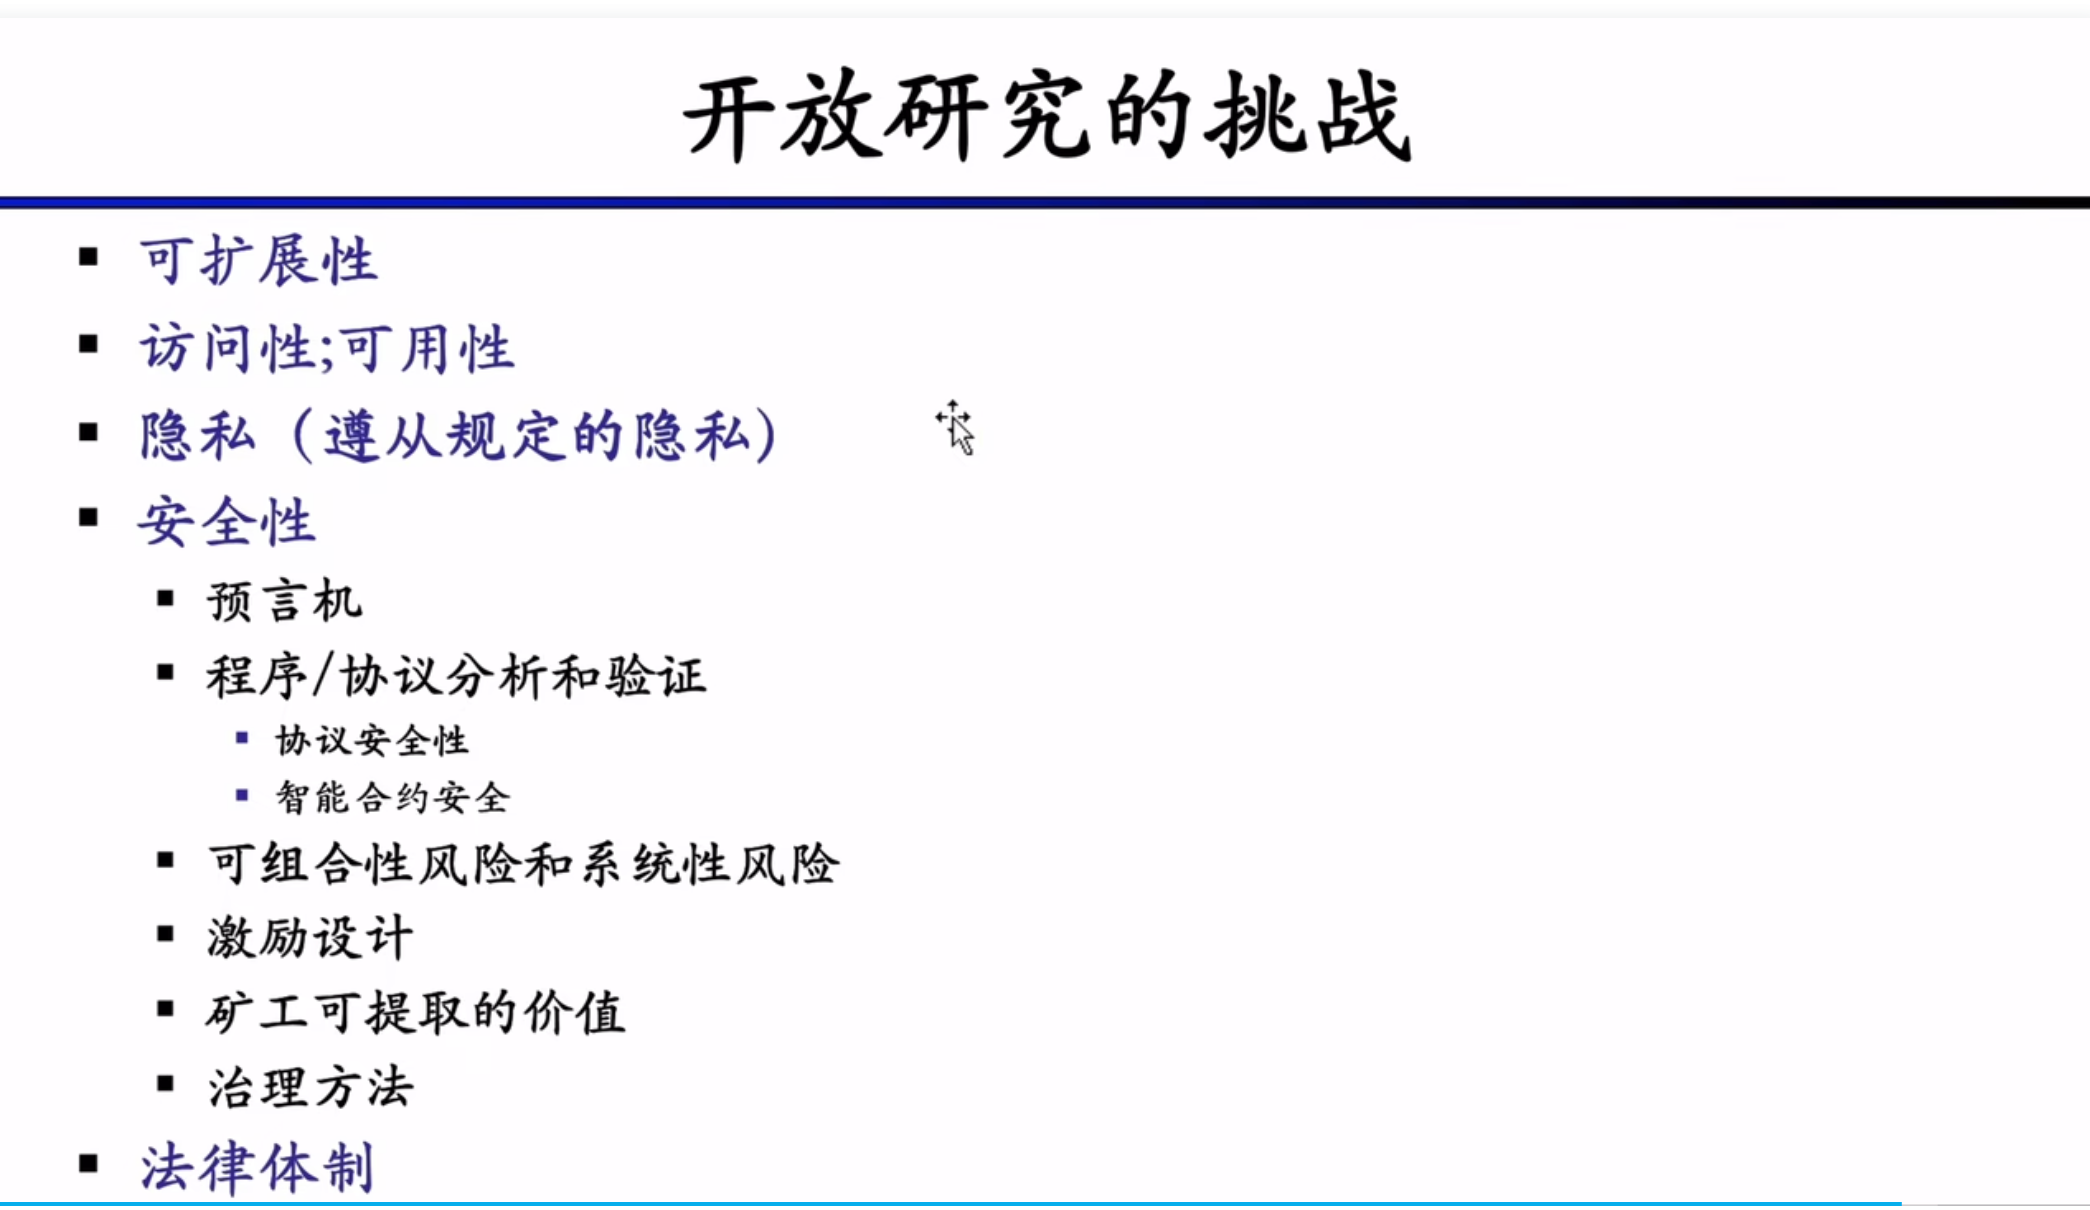 开放研究的挑战
可扩展性
访问性;可用性
隐私（遵从规定的隐私）
安全性
预言机
程序/协议分析和验证
协议安全性
智能合约安全
可组合性风险和系统性风险
激励设计
矿工可提取的价值
治理方法
法律体制